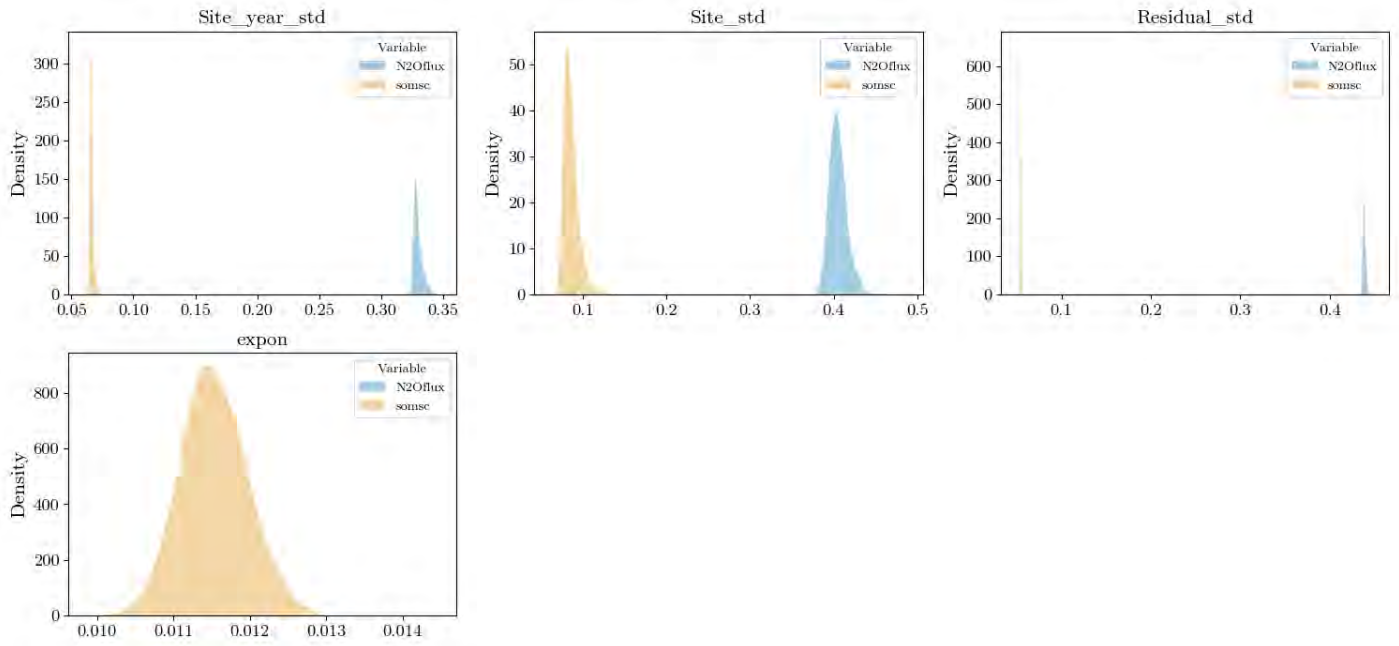 Site_year_std
Density
300
250
200
150
100
50
0
0.05 0.10 0.15 0.20 0.25 0.30 0.35
Variable
N2Oflux
somsc
Site_std
Density
50
40
30
20
10
0
0.1 0.2 0.3 0.4 0.5
Variable
N2Oflux
somsc
Residual_std
Density
600
500
400
300
200
100
0
0.1 0.2 0.3 0.4
Variable
N2Oflux
somsc
expon
Density
800
600
400
200
0
0.010 0.011 0.012 0.013 0.014
Variable
N2Oflux
somsc